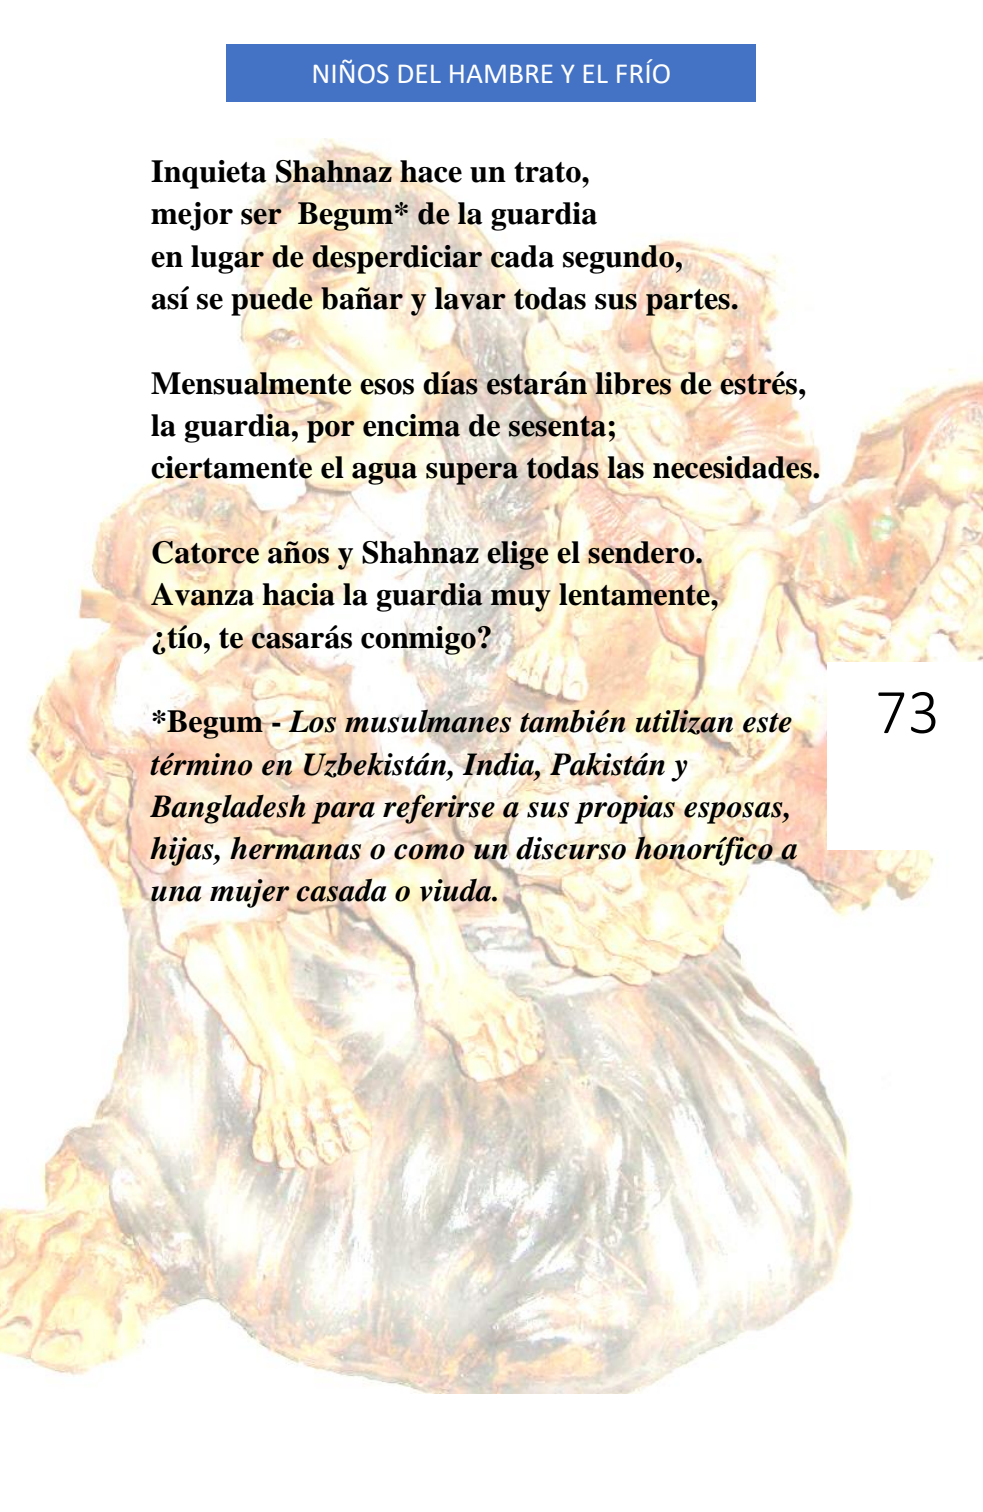 NIÑOS DEL HAMBRE Y EL FRÍO
Inquieta Shahnaz hace un trato,
mejor ser Begum* de la guardia
en lugar de desperdiciar cada segundo,
así se puede bañar y lavar todas sus partes.
Mensualmente esos días estarán libres de estrés,
la guardia, por encima de sesenta;
ciertamente el agua supera todas las necesidades.
Catorce años y Shahnaz elige el sendero.
Avanza hacia la guardia muy lentamente,
¿tío, te casarás conmigo?
73
*Begum - Los musulmanes también utilizan este
término en Uzbekistán, India, Pakistán y
Bangladesh para referirse a sus propias esposas,
hijas, hermanas o como un discurso honorífico a
una mujer casada o viuda.